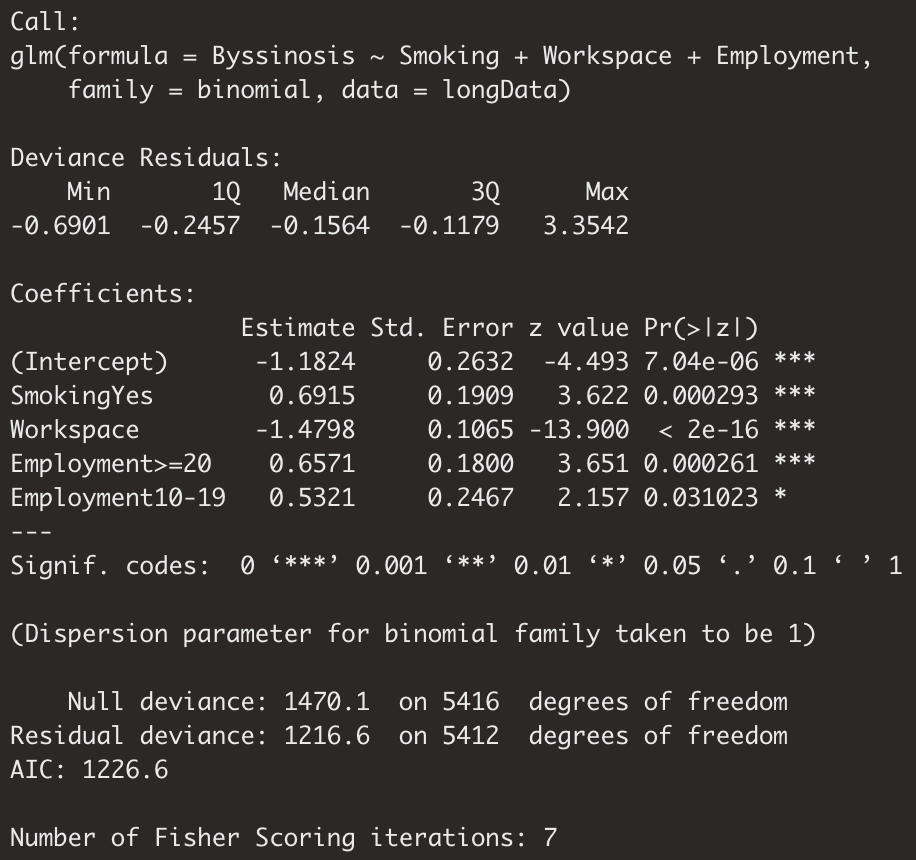 Call:
glm(formula = Byssinosis ~ Smoking + Workspace + Employment,
    family = binomial, data = longData)

Deviance Residuals:
    Min       1Q   Median       3Q      Max
-0.6901  -0.2457  -0.1564  -0.1179   3.3542

Coefficients:
                Estimate Std. Error z value Pr(>|z|)
(Intercept)      -1.1824     0.2632  -4.493 7.04e-06 ***
SmokingYes        0.6915     0.1909   3.622 0.000293 ***
Workspace        -1.4798     0.1065 -13.900  < 2e-16 ***
Employment>=20    0.6571     0.1800   3.651 0.000261 ***
Employment10-19   0.5321     0.2467   2.157 0.031023 *
---
Signif. codes:  0 ‘***’ 0.001 ‘**’ 0.01 ‘*’ 0.05 ‘.’ 0.1 ‘ ’ 1

(Dispersion parameter for binomial family taken to be 1)

    Null deviance: 1470.1  on 5416  degrees of freedom
Residual deviance: 1216.6  on 5412  degrees of freedom
AIC: 1226.6

Number of Fisher Scoring iterations: 7